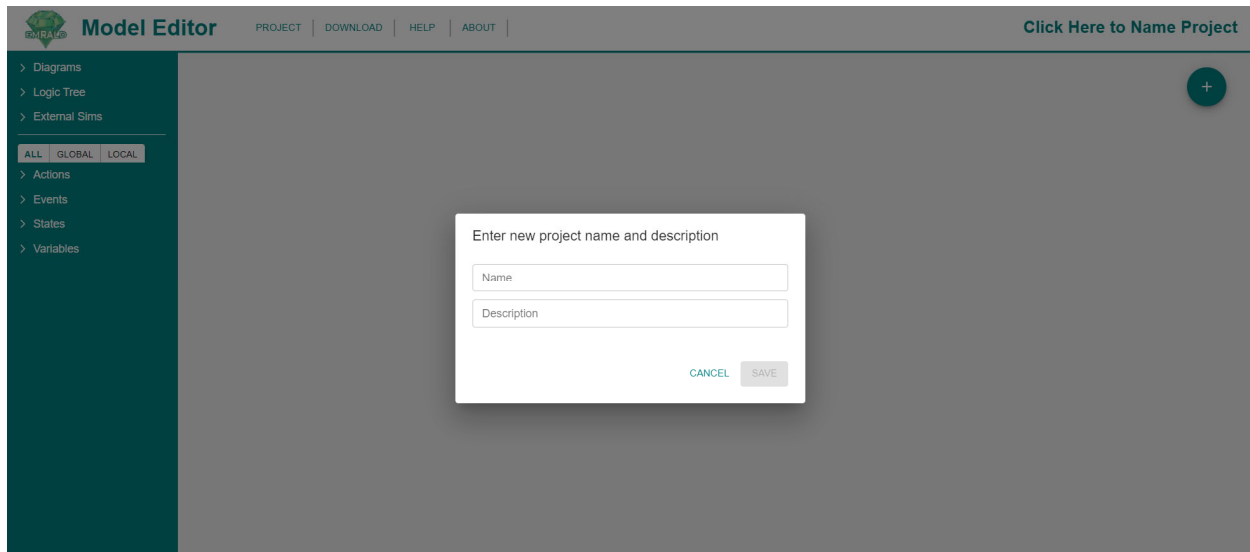 EMRALD
Model Editor
PROJECT DOWNLOAD HELP ABOUT
Click Here to Name Project
Diagrams
Logic Tree
External Sims
ALL GLOBAL LOCAL
Actions
Events
States
Variables
+
Enter new project name and description
Name
Description
CANCEL SAVE